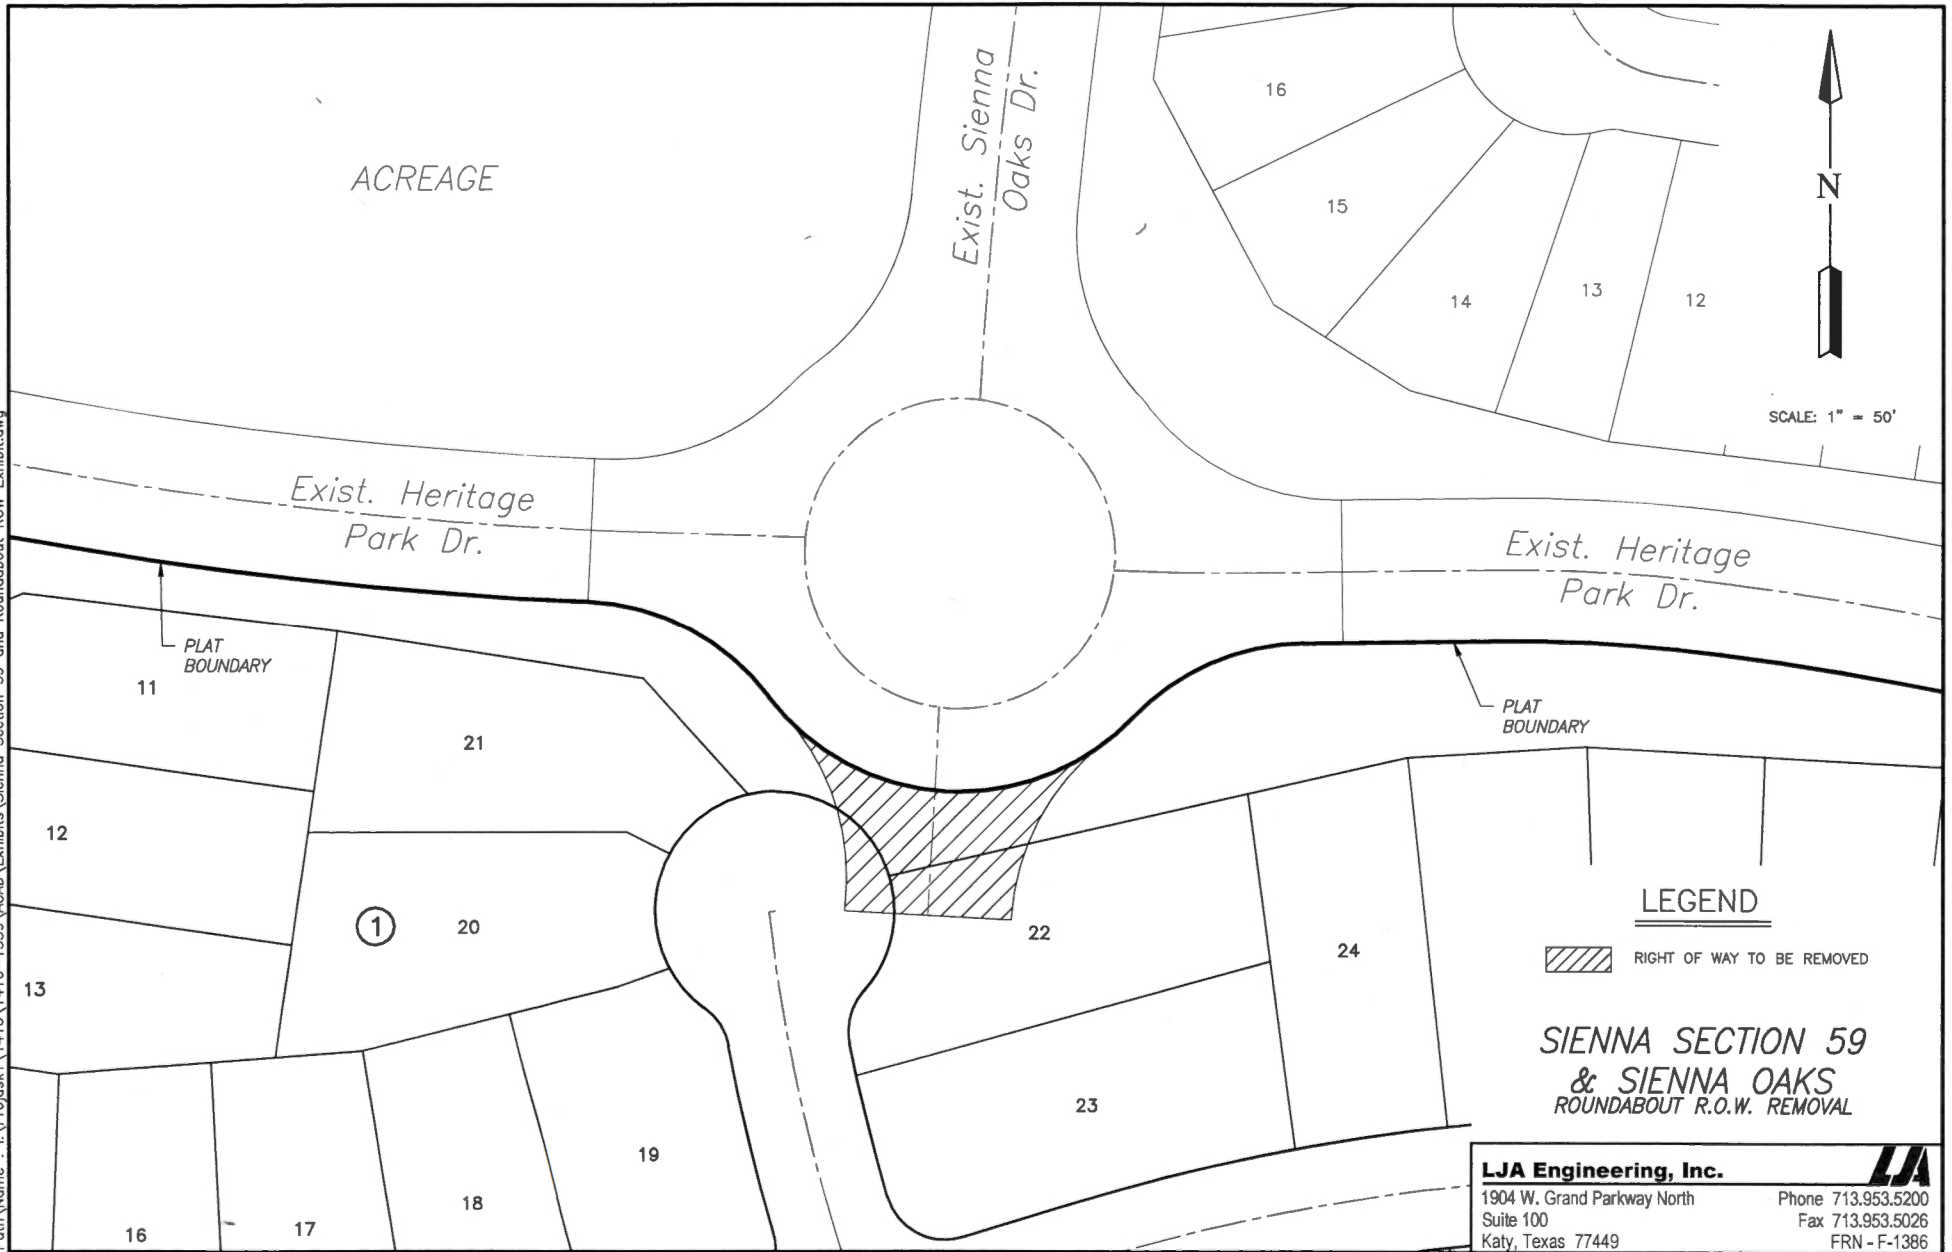 ACREAGE
Exist. Sienna
Oaks Dr.
16
15
14
13
12
N
SCALE: 1" = 50'
Exist. Heritage
Park Dr.
Exist. Heritage
Park Dr.
PLAT
BOUNDARY
PLAT
BOUNDARY
11
21
12
1
20
13
22
24
23
19
18
17
16
LEGEND
RIGHT OF WAY TO BE REMOVED
SIENNA SECTION 59
& SIENNA OAKS
ROUNDABOUT R.O.W. REMOVAL
LJA Engineering, Inc.
LJA
1904 W. Grand Parkway North
Phone 713.953.5200
Suite 100
Fax 713.953.5026
Katy, Texas 77449
FRN - F-1386